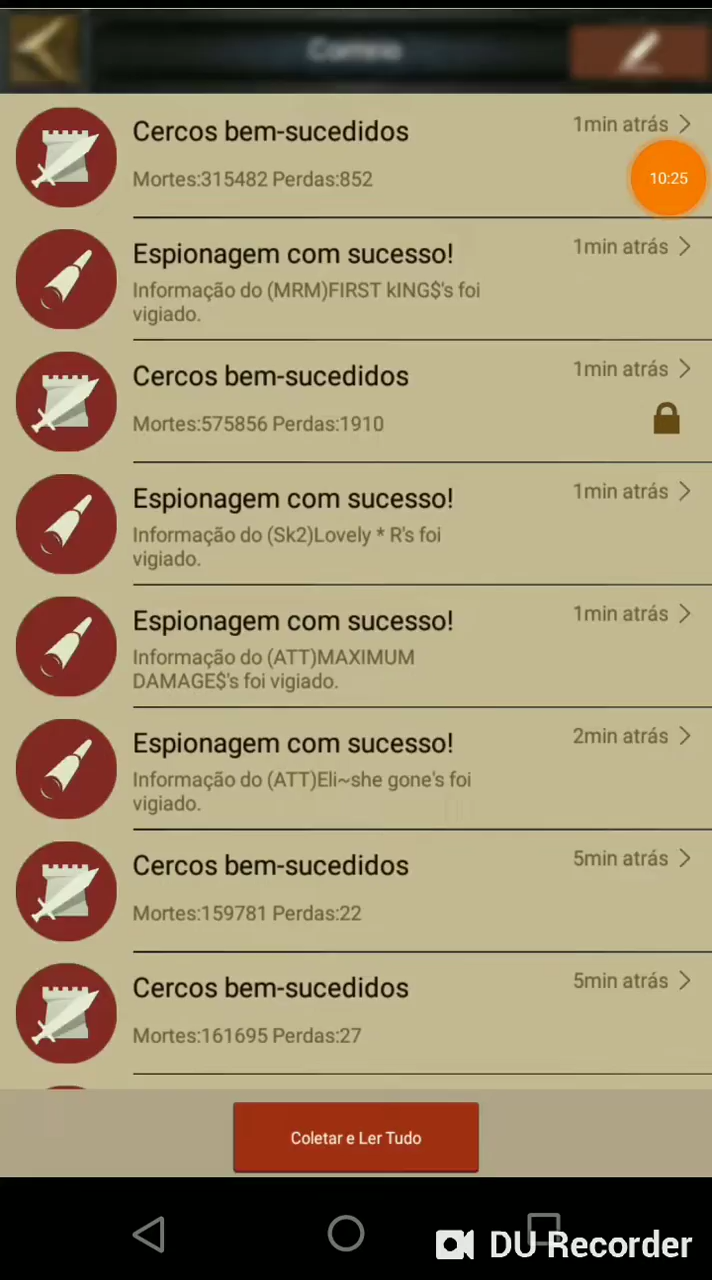 Correio
Cercos bem-sucedidos
1min atrás
Mortes:315482 Perdas:852
10:25
Espionagem com sucesso!
1min atrás
Informação do (MRM)FIRST kING$'s foi
vigiado.
Cercos bem-sucedidos
1min atrás
Mortes:575856 Perdas:1910
Espionagem com sucesso!
1min atrás
Informação do (Sk2)Lovely * R's foi
vigiado.
Espionagem com sucesso!
1min atrás
Informação do (ATT)MAXIMUM
DAMAGE$'s foi vigiado.
Espionagem com sucesso!
2min atrás
Informação do (ATT)Eli~she gone's foi
vigiado.
Cercos bem-sucedidos
5min atrás
Mortes:159781 Perdas:22
Cercos bem-sucedidos
5min atrás
Mortes:161695 Perdas:27
Coletar e Ler Tudo
DU Recorder